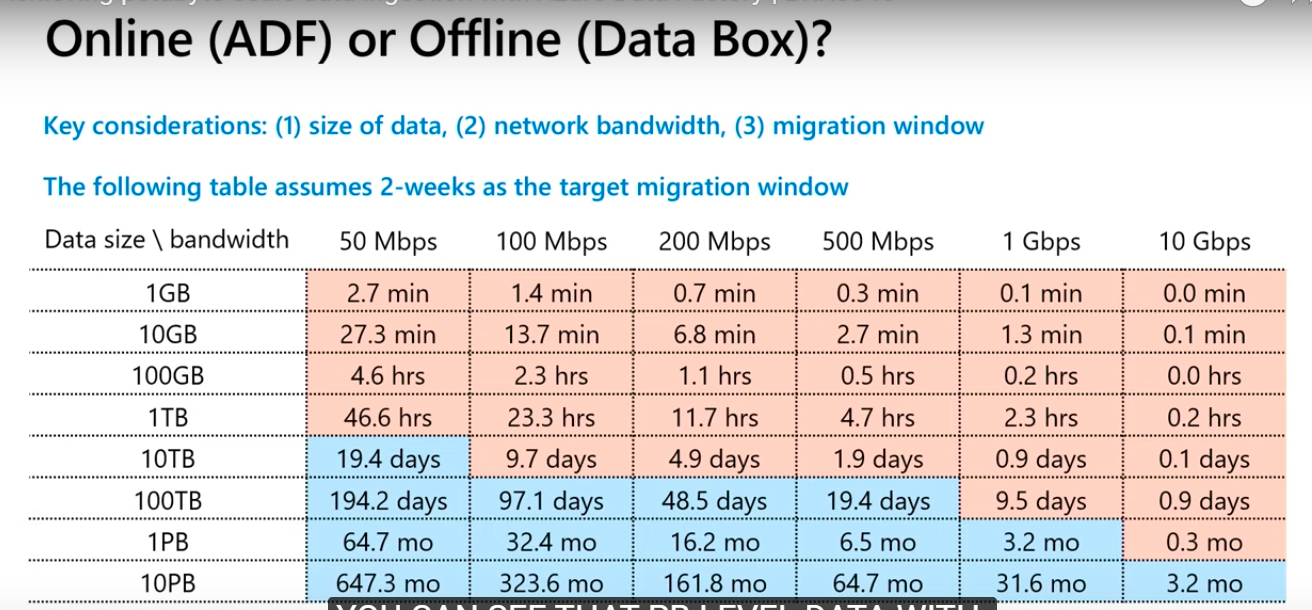 Online (ADF) or Offline (Data Box)?
Key considerations: (1) size of data, (2) network bandwidth, (3) migration window
The following table assumes 2-weeks as the target migration window
Data size \ bandwidth 50 Mbps 100 Mbps 200 Mbps 500 Mbps 1 Gbps 10 Gbps
1GB 2.7 min 1.4 min 0.7 min 0.3 min 0.1 min 0.0 min
10GB 27.3 min 13.7 min 6.8 min 2.7 min 1.3 min 0.1 min
100GB 4.6 hrs 2.3 hrs 1.1 hrs 0.5 hrs 0.2 hrs 0.0 hrs
1TB 46.6 hrs 23.3 hrs 11.7 hrs 4.7 hrs 2.3 hrs 0.2 hrs
10TB 19.4 days 9.7 days 4.9 days 1.9 days 0.9 days 0.1 days
100TB 194.2 days 97.1 days 48.5 days 19.4 days 9.5 days 0.9 days
1PB 64.7 mo 32.4 mo 16.2 mo 6.5 mo 3.2 mo 0.3 mo
10PB 647.3 mo 323.6 mo 161.8 mo 64.7 mo 31.6 mo 3.2 mo
YOU CAN SEE THAT PB LEVEL DATA WITH